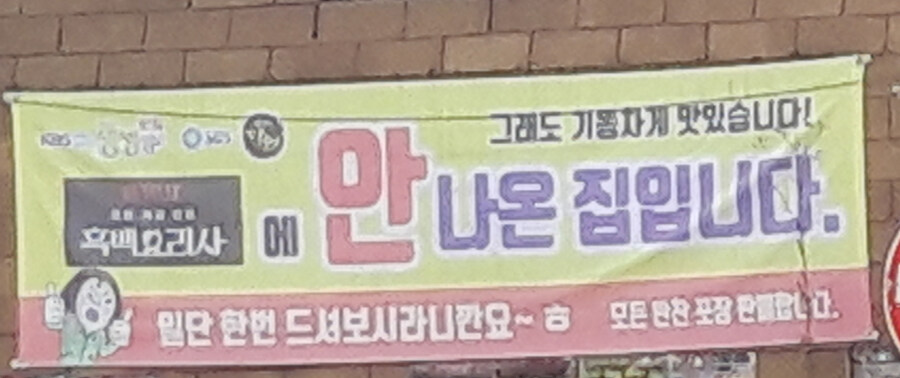 그래도 기똥차게 맛있습니다!
KBS
SBS
흑백요리사
에 안 나온 집입니다.
일단 한번 드셔보시라니깐요~ ㅎ
모든 반찬 포장 판매합니다.